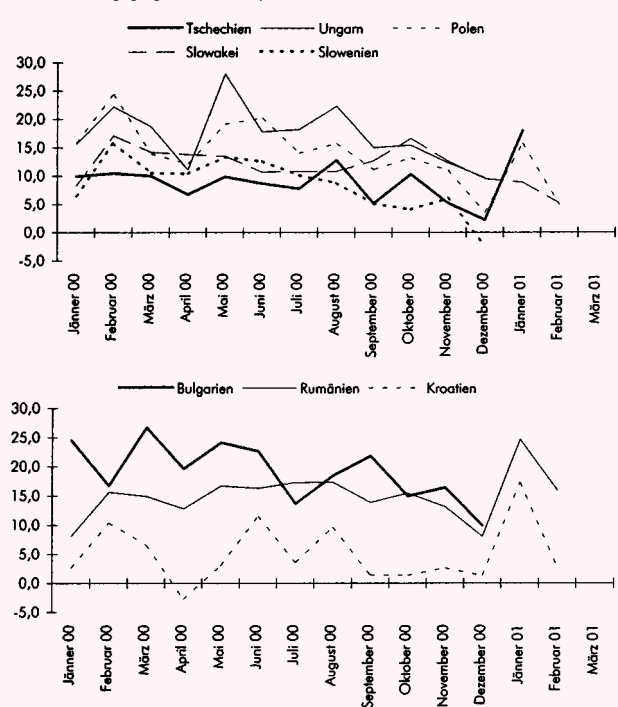 Tschechien Ungarn Polen
Slowakei Slowenien
30,0
25,0
20,0
15,0
10,0
5,0
0,0
-5,0
Jänner 00
Februar 00
März 00
April 00
Mai 00
Juni 00
Juli 00
August 00
September 00
Oktober 00
November 00
Dezember 00
Jänner 01
Februar 01
März 01
Bulgarien Rumänien Kroatien
30,0
25,0
20,0
15,0
10,0
5,0
0,0
-5,0
Jänner 00
Februar 00
März 00
April 00
Mai 00
Juni 00
Juli 00
August 00
September 00
Oktober 00
November 00
Dezember 00
Jänner 01
Februar 01
März 01